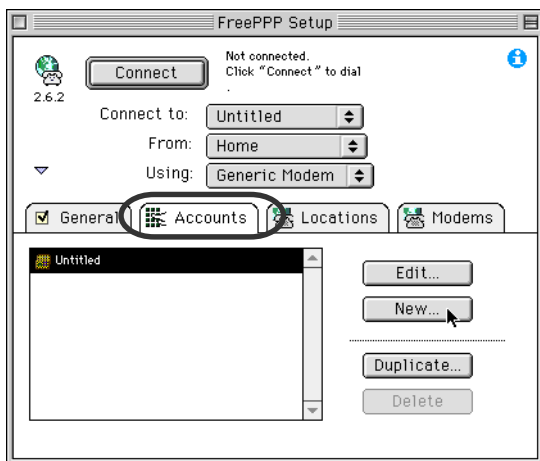 FreePPP Setup
Connect
Not connected.
Click “Connect” to dial
.
2.6.2
Connect to: Untitled
From: Home
Using: Generic Modem
General Accounts Locations Modems
Untitled
Edit...
New...
Duplicate...
Delete